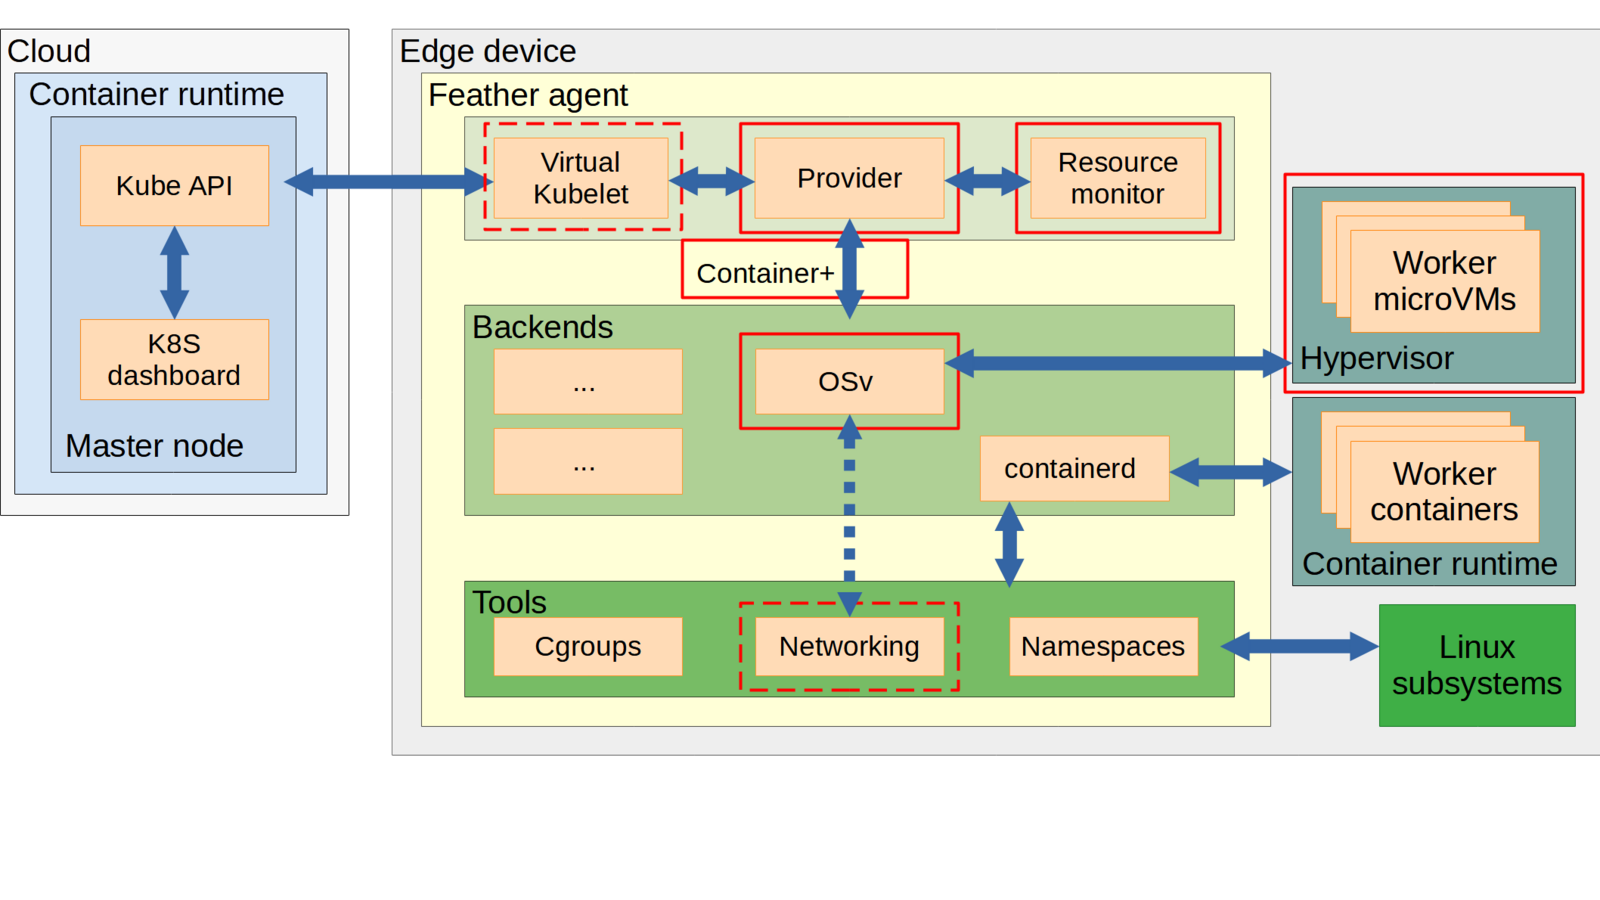 Cloud
Container runtime
Kube API
K8S
dashboard
Master node
Edge device
Feather agent
Virtual
Kubelet
Provider
Resource
monitor
Container+
Backends
...
OSv
...
containerd
Tools
Cgroups
Networking
Namespaces
Worker
microVMs
Hypervisor
Worker
containers
Container runtime
Linux
subsystems